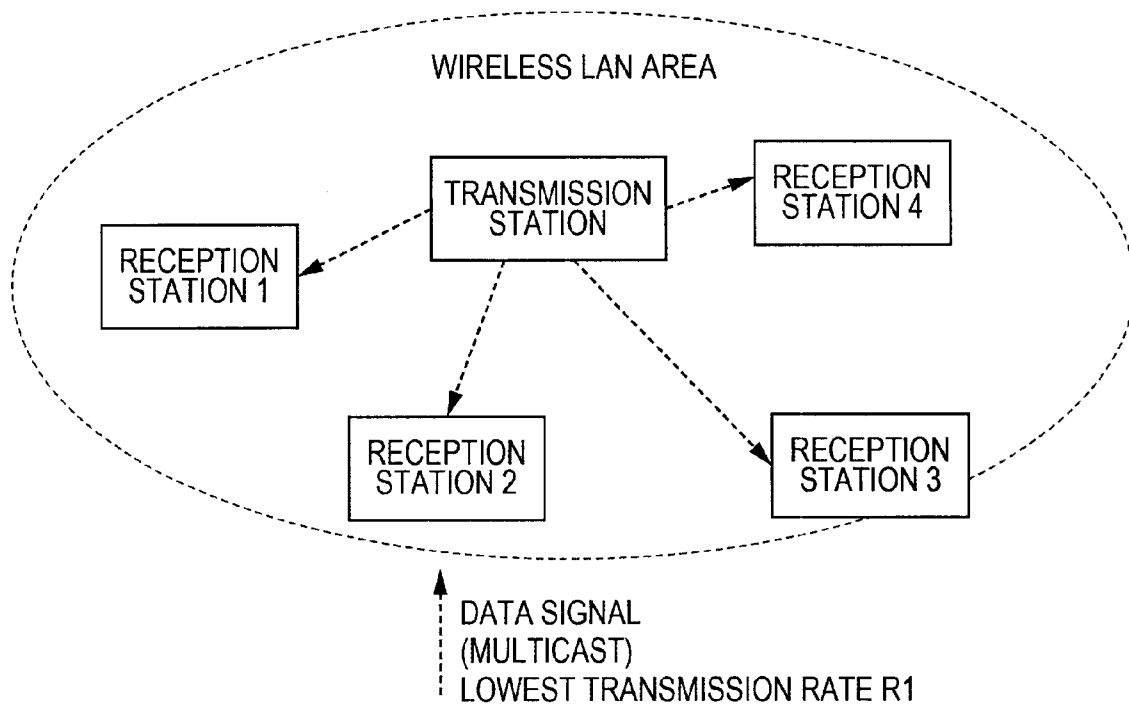 WIRELESS LAN AREA
TRANSMISSION
STATION
RECEPTION
STATION 4
RECEPTION
STATION 1
RECEPTION
STATION 2
RECEPTION
STATION 3
DATA SIGNAL
(MULTICAST)
LOWEST TRANSMISSION RATE R1